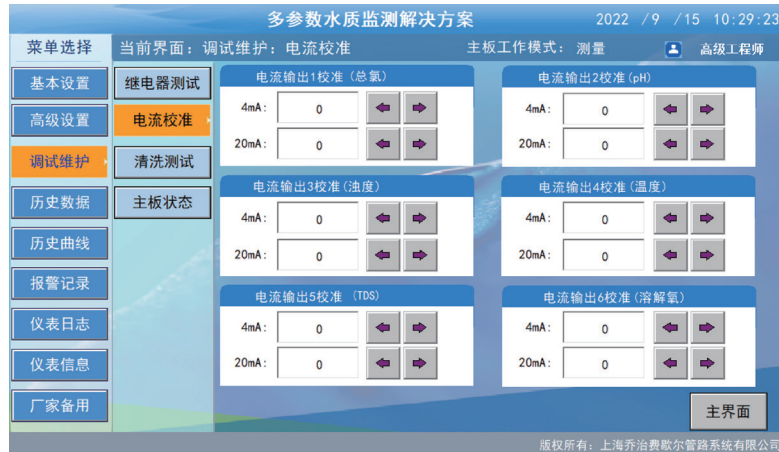 多参数水质监测解决方案 2022 /9 /15 10:29:23
菜单选择 当前界面：调试维护：电流校准 主板工作模式：测量 高级工程师
基本设置
高级设置
调试维护
历史数据
历史曲线
报警记录
仪表日志
仪表信息
厂家备用
继电器测试
电流校准
清洗测试
主板状态
电流输出1校准（总氯）
4mA: 0
20mA: 0
电流输出2校准(pH)
4mA: 0
20mA: 0
电流输出3校准(浊度)
4mA: 0
20mA: 0
电流输出4校准(温度)
4mA: 0
20mA: 0
电流输出5校准 (TDS)
4mA: 0
20mA: 0
电流输出6校准(溶解氧)
4mA: 0
20mA: 0
主界面
版权所有：上海乔治费歇尔管路系统有限公司